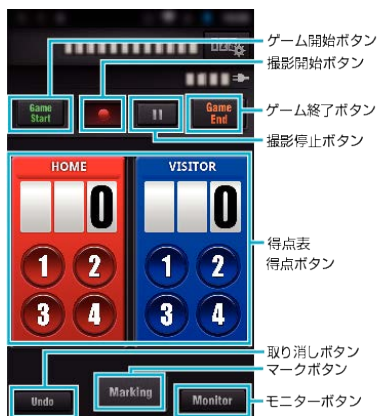 ゲーム開始ボタン
撮影開始ボタン
Game Start
Game End
ゲーム終了ボタン
撮影停止ボタン
HOME
VISITOR
0
0
1 2
1 2
得点表
得点ボタン
3 4
3 4
取り消しボタン
マークボタン
Undo
Marking
Monitor
モニターボタン